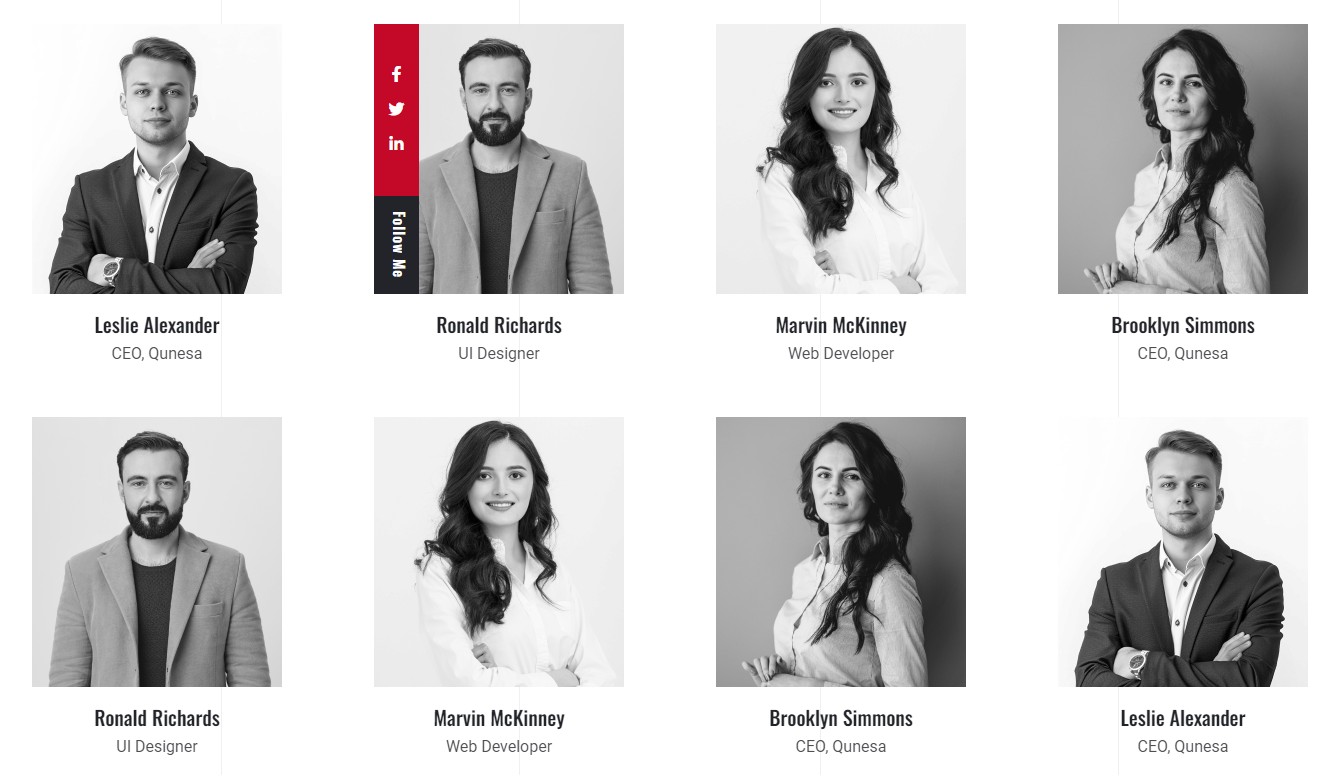 Follow Me
Leslie Alexander
CEO, Qunesa
Ronald Richards
UI Designer
Marvin McKinney
Web Developer
Brooklyn Simmons
CEO, Qunesa
Ronald Richards
UI Designer
Marvin McKinney
Web Developer
Brooklyn Simmons
CEO, Qunesa
Leslie Alexander
CEO, Qunesa